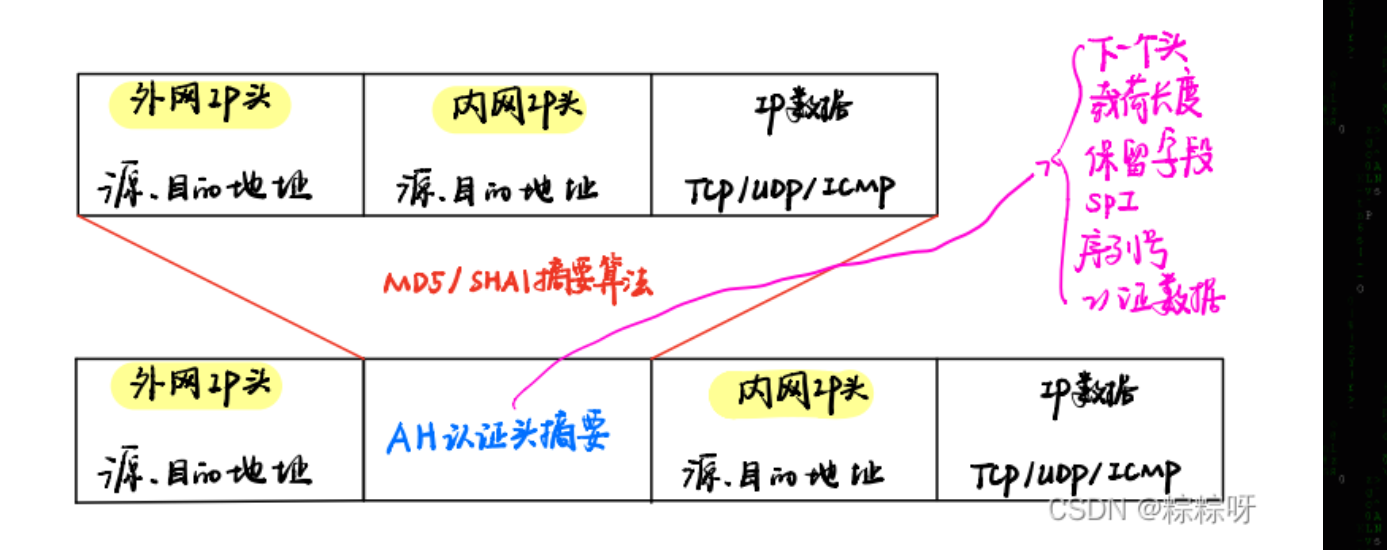 外网IP头
内网IP头
IP数据
源、目的地址
源、目的地址
TCP/UDP/ICMP
MD5/SHA1摘要算法
下一个头
载荷长度
保留字段
SPI
序列号
认证数据
外网IP头
AH认证头摘要
内网IP头
IP数据
源、目的地址
源、目的地址
TCP/UDP/ICMP
CSDN @粽粽呀